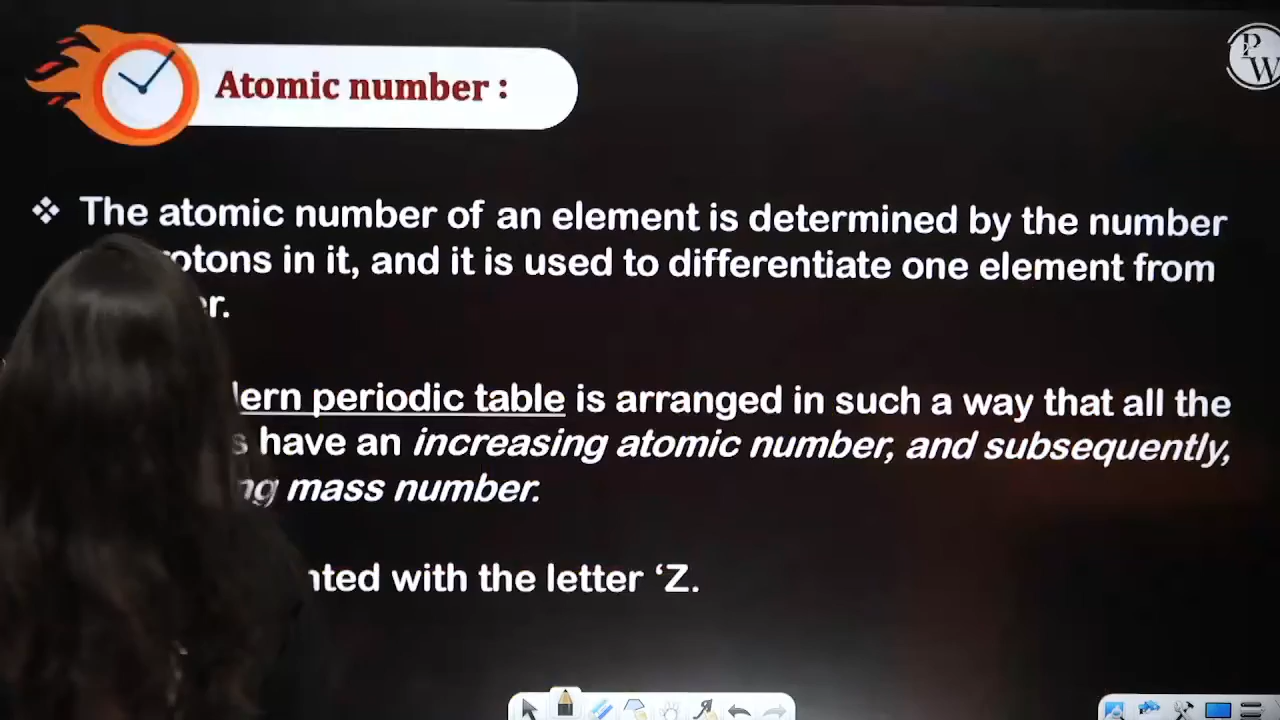 Atomic number :
PW
❖ The atomic number of an element is determined by the number
otons in it, and it is used to differentiate one element from
er.
ern periodic table is arranged in such a way that all the
s have an increasing atomic number, and subsequently,
ng mass number.
nted with the letter ‘Z.